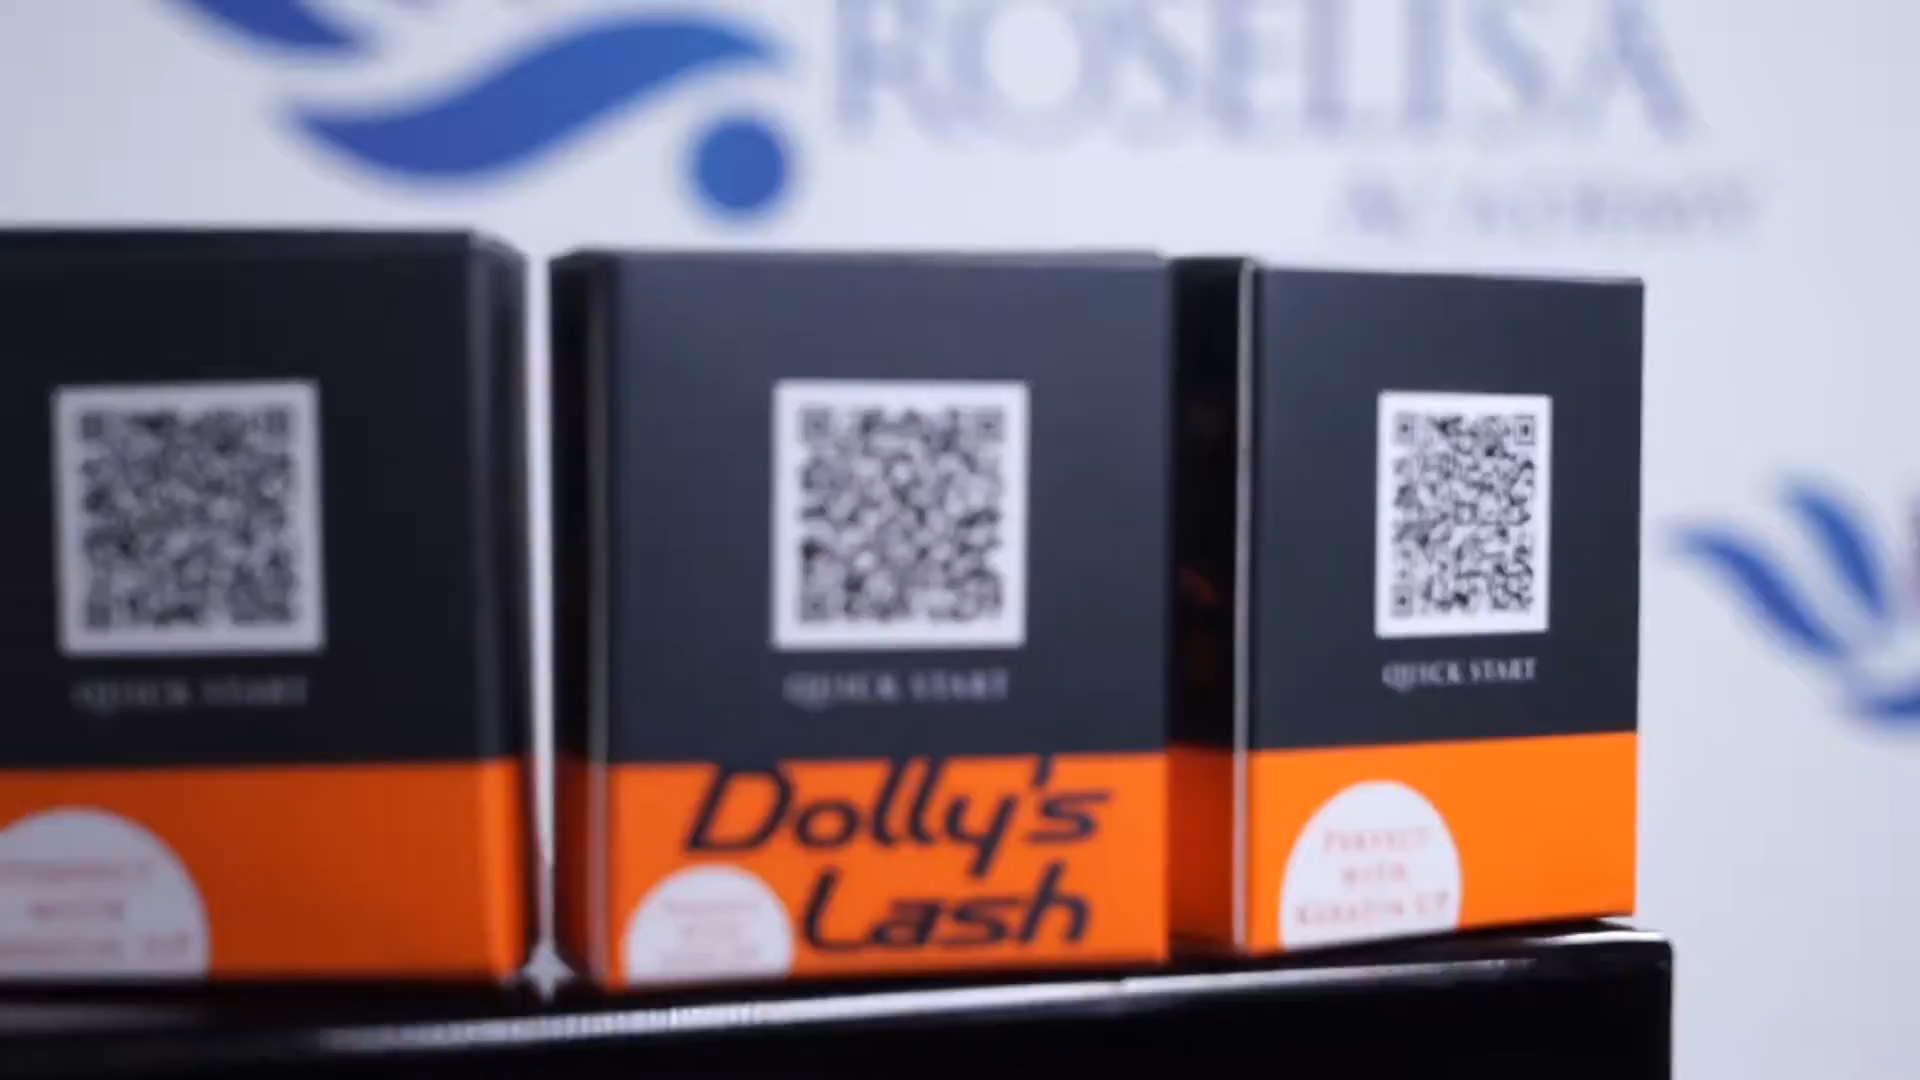 ROSELISA
QUICK START
QUICK START
QUICK START
Dolly's
Lash
PERFECT
WITH
KERATIN UP